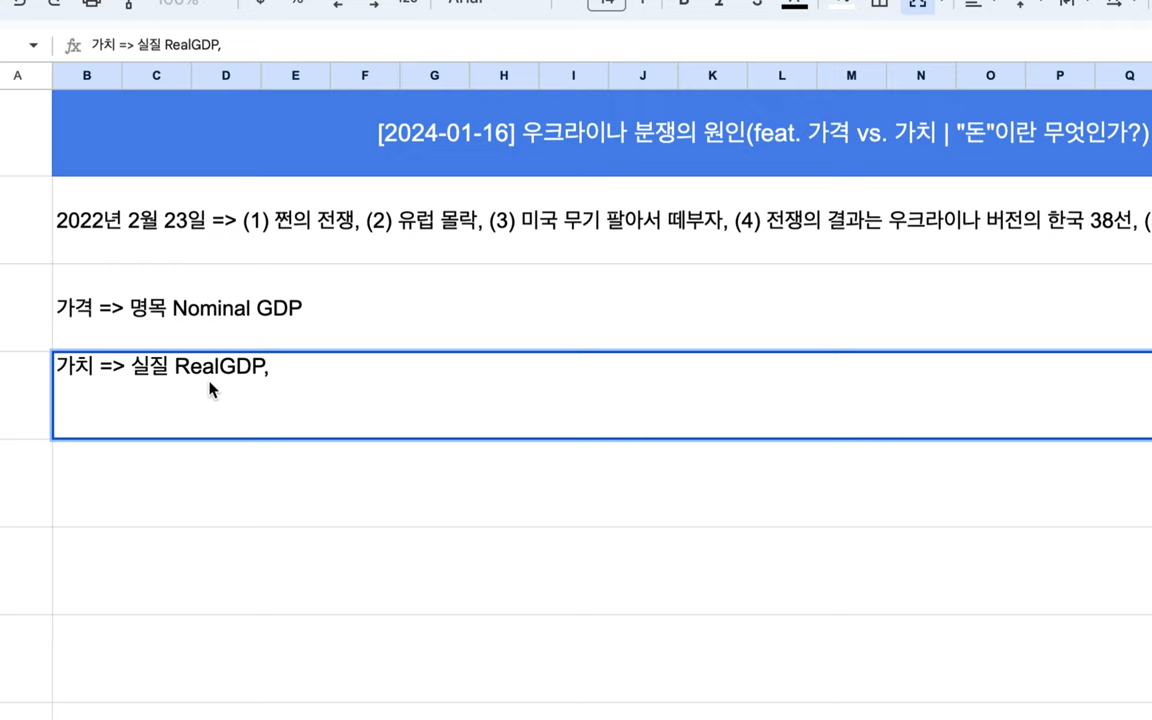 가치 => 실질 RealGDP,
A B C D E F G H I J K L M N O P Q
[2024-01-16] 우크라이나 분쟁의 원인(feat. 가격 vs. 가치 | "돈"이란 무엇인가?)
2022년 2월 23일 => (1) 쩐의 전쟁, (2) 유럽 몰락, (3) 미국 무기 팔아서 떼부자, (4) 전쟁의 결과는 우크라이나 버전의 한국 38선, (
가격 => 명목 Nominal GDP
가치 => 실질 RealGDP,